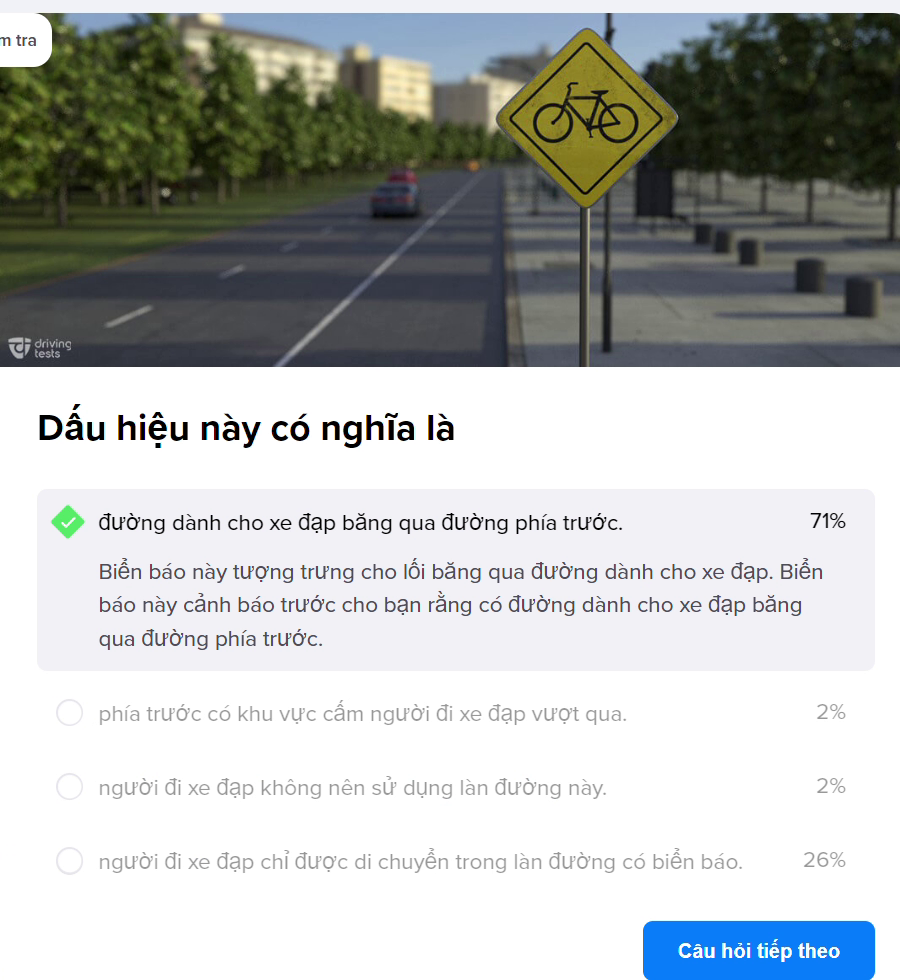 m tra
driving
tests
Dấu hiệu này có nghĩa là
đường dành cho xe đạp băng qua đường phía trước.
71%
Biển báo này tượng trưng cho lối băng qua đường dành cho xe đạp. Biển
báo này cảnh báo trước cho bạn rằng có đường dành cho xe đạp băng
qua đường phía trước.
phía trước có khu vực cấm người đi xe đạp vượt qua.
2%
người đi xe đạp không nên sử dụng làn đường này.
2%
người đi xe đạp chỉ được di chuyển trong làn đường có biển báo.
26%
Câu hỏi tiếp theo